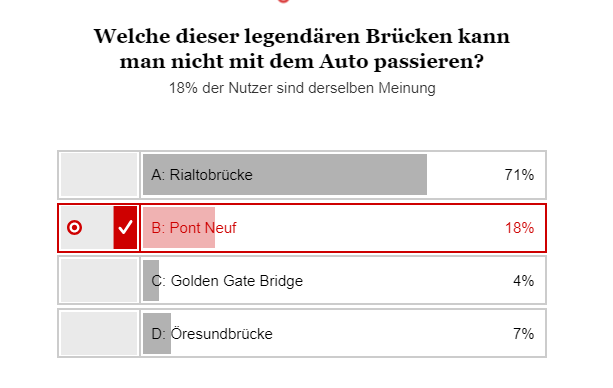 Welche dieser legendären Brücken kann
man nicht mit dem Auto passieren?
18% der Nutzer sind derselben Meinung
A: Rialtobrücke 71%
B: Pont Neuf 18%
C: Golden Gate Bridge 4%
D: Öresundbrücke 7%